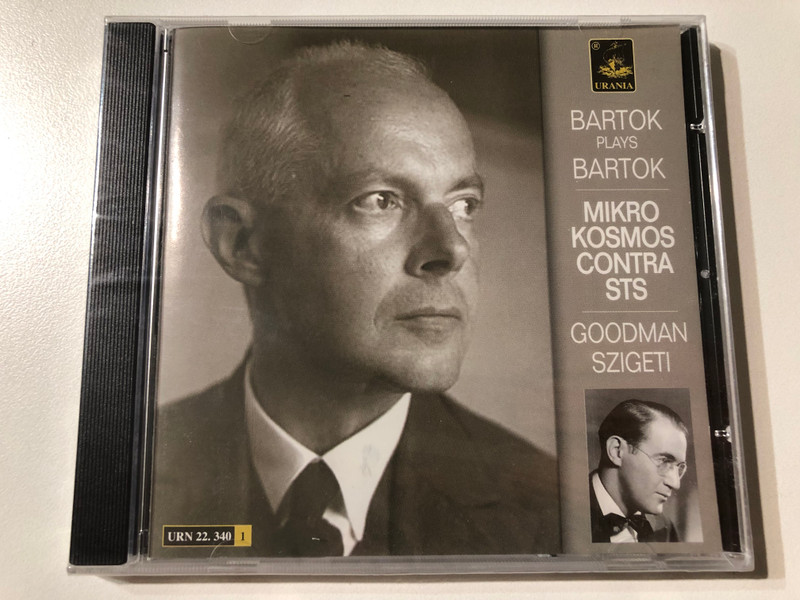 ®
URANIA
BARTOK
PLAYS
BARTOK
MIKRO
KOSMOS
CONTRA
STS
GOODMAN
SZIGETI
URN 22. 340 1